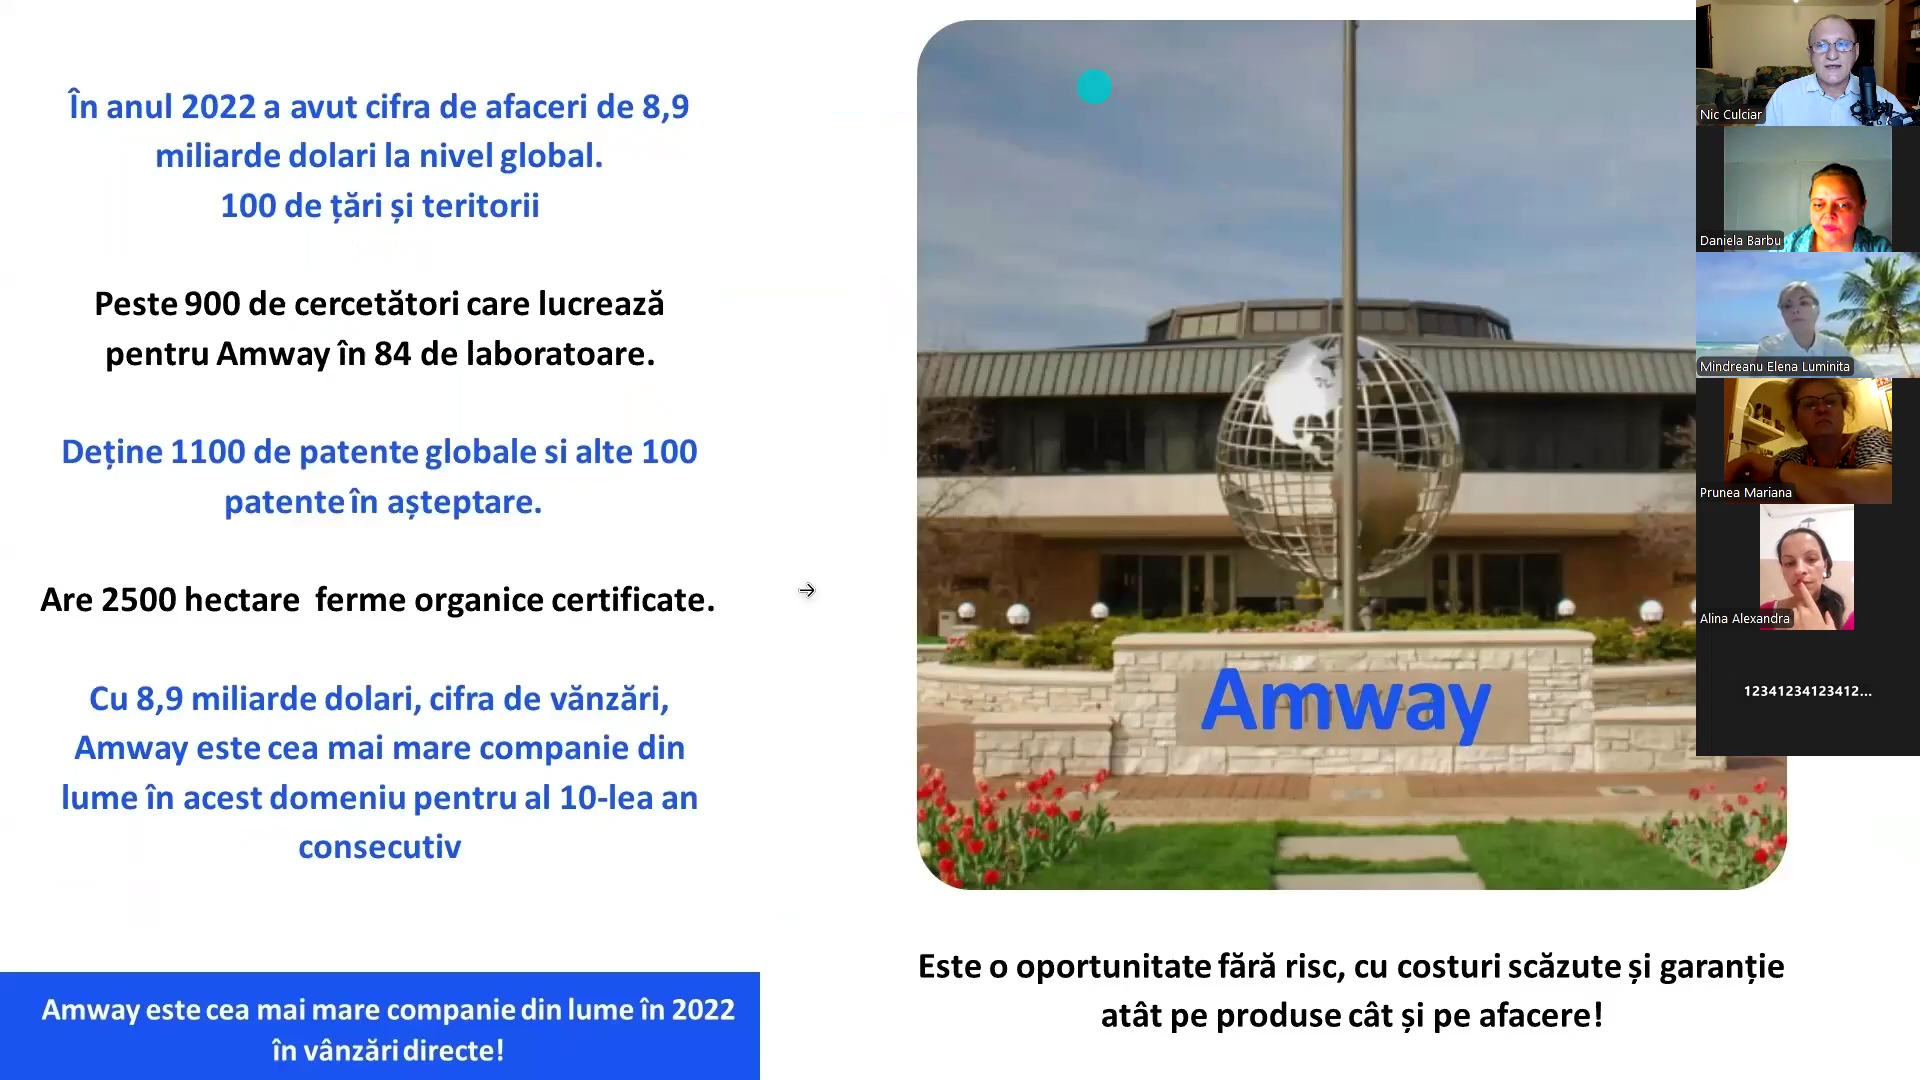 În anul 2022 a avut cifra de afaceri de 8,9
miliarde dolari la nivel global.
100 de țări și teritorii
Peste 900 de cercetători care lucrează
pentru Amway în 84 de laboratoare.
Deține 1100 de patente globale si alte 100
patente în așteptare.
Are 2500 hectare ferme organice certificate.
Cu 8,9 miliarde dolari, cifra de vănzări,
Amway este cea mai mare companie din
lume în acest domeniu pentru al 10-lea an
consecutiv
Amway este cea mai mare companie din lume în 2022
în vânzări directe!
Amway
Este o oportunitate fără risc, cu costuri scăzute și garanție
atât pe produse cât și pe afacere!
Nic Culciar
Daniela Barbu
Mindreanu Elena Luminita
Prunea Mariana
Alina Alexandra
12341234123412...